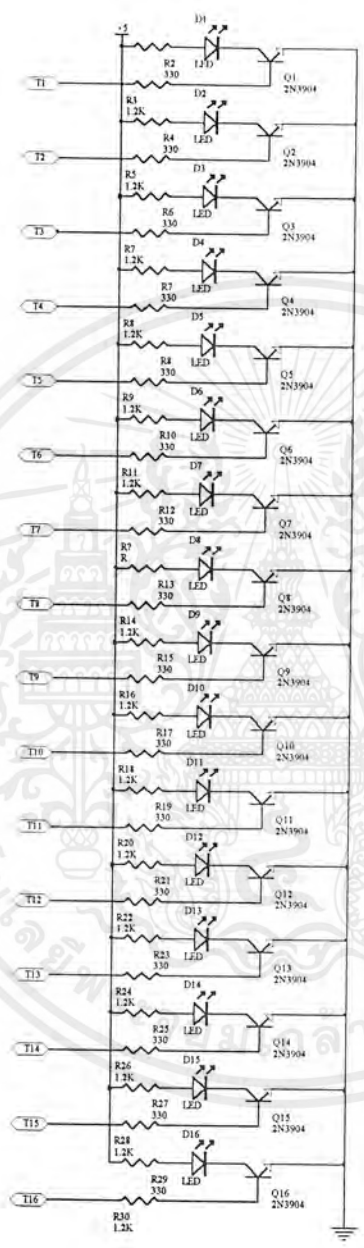 +5
D1
R2
330
LED
Q1
2N3904
T1
D2
R3
1.2K
R4
330
LED
Q2
2N3904
T2
D3
R5
1.2K
R6
330
LED
Q3
2N3904
T3
D4
R7
1.2K
R7
330
LED
Q4
2N3904
T4
D5
R8
1.2K
R8
330
LED
Q5
2N3904
T5
D6
R9
1.2K
R10
330
LED
Q6
2N3904
T6
D7
R11
1.2K
R12
330
LED
Q7
2N3904
T7
D8
R?
R
R13
330
LED
Q8
2N3904
T8
D9
R14
1.2K
R15
330
LED
Q9
2N3904
T9
D10
R16
1.2K
R17
330
LED
Q10
2N3904
T10
D11
R18
1.2K
R19
330
LED
Q11
2N3904
T11
D12
R20
1.2K
R21
330
LED
Q12
2N3904
T12
D13
R22
1.2K
R23
330
LED
Q13
2N3904
T13
D14
R24
1.2K
R25
330
LED
Q14
2N3904
T14
D15
R26
1.2K
R27
330
LED
Q15
2N3904
T15
D16
R28
1.2K
R29
330
LED
Q16
2N3904
T16
R30
1.2K